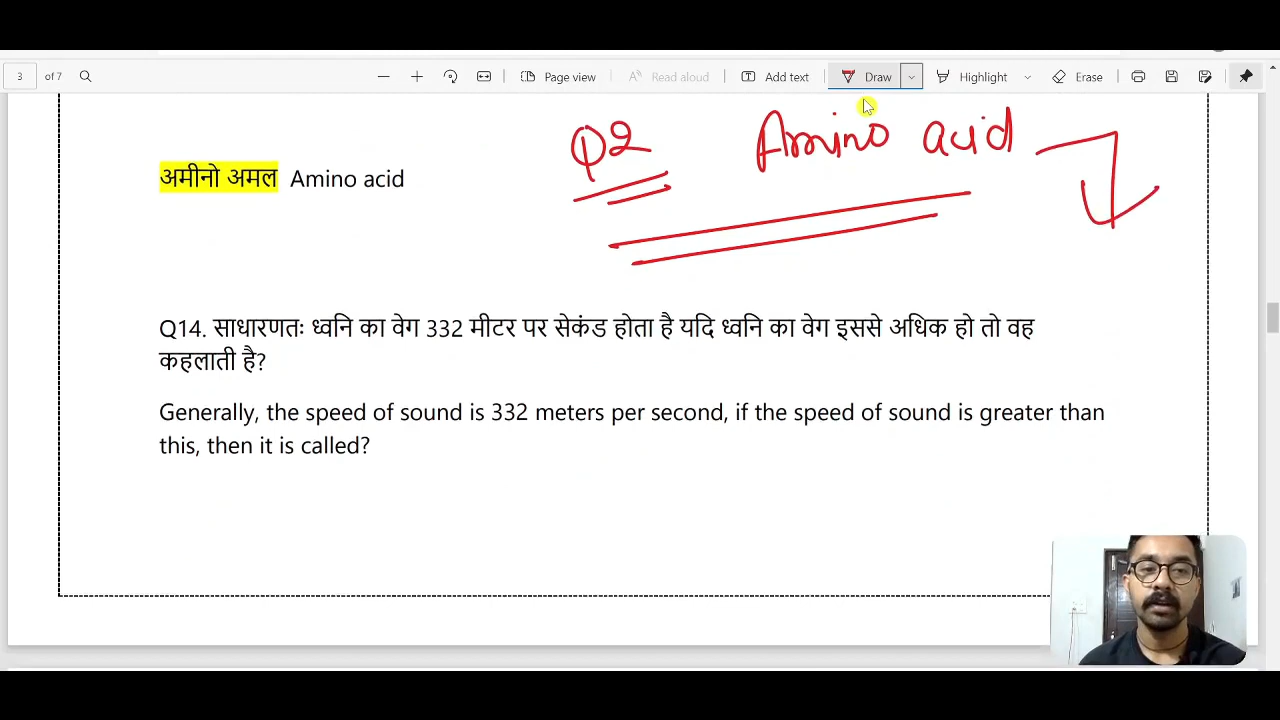 3 of 7 Page view Read aloud Add text Draw Highlight Erase
Q2 Amino acid
अमीनो अमल Amino acid
Q14. साधारणतः ध्वनि का वेग 332 मीटर पर सेकंड होता है यदि ध्वनि का वेग इससे अधिक हो तो वह
कहलाती है?
Generally, the speed of sound is 332 meters per second, if the speed of sound is greater than
this, then it is called?